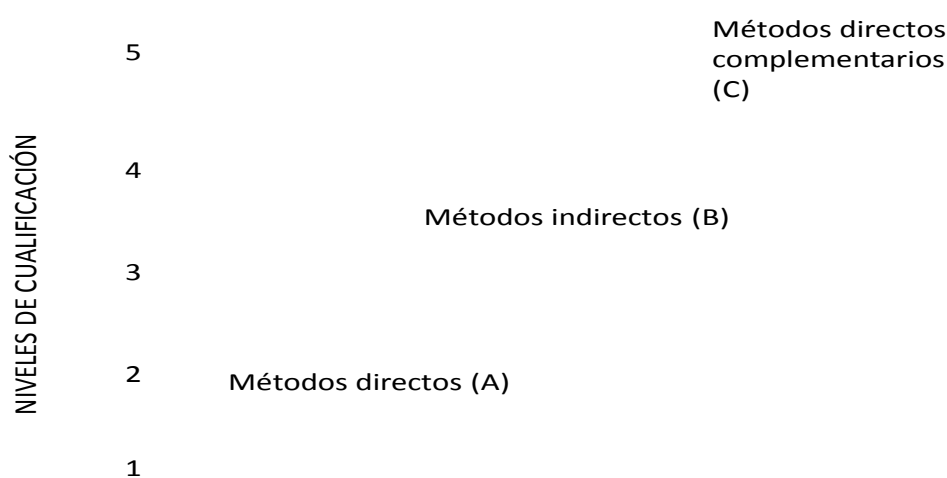 Métodos directos
complementarios
(C)
5
4
Métodos indirectos (B)
3
2
Métodos directos (A)
1
NIVELES DE CUALIFICACIÓN